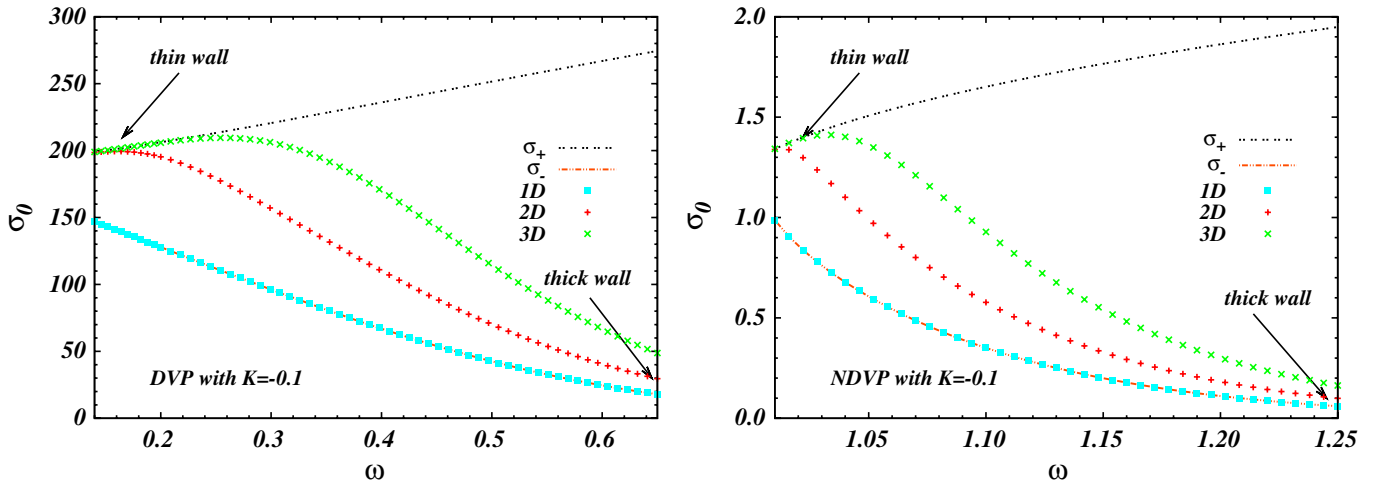 300
250
200
150
100
50
0
σ0
thin wall
σ+
σ-
1D
2D
3D
thick wall
DVP with K=-0.1
0.2 0.3 0.4 0.5 0.6
ω
2.0
1.5
1.0
0.5
0.0
σ0
thin wall
σ+
σ-
1D
2D
3D
thick wall
NDVP with K=-0.1
1.05 1.10 1.15 1.20 1.25
ω